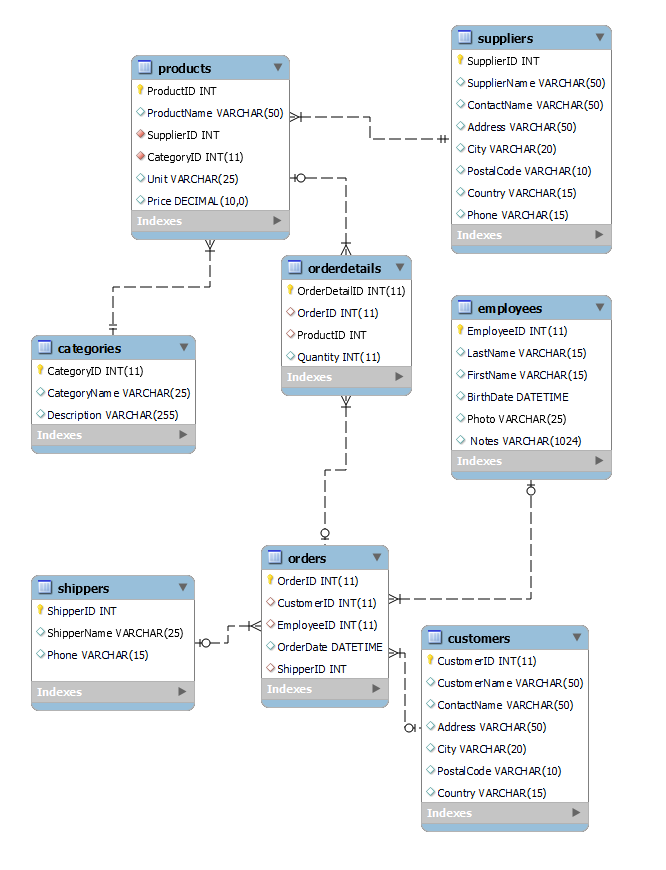 products
ProductID INT
ProductName VARCHAR(50)
SupplierID INT
CategoryID INT(11)
Unit VARCHAR(25)
Price DECIMAL(10,0)
Indexes
suppliers
SupplierID INT
SupplierName VARCHAR(50)
ContactName VARCHAR(50)
Address VARCHAR(50)
City VARCHAR(20)
PostalCode VARCHAR(10)
Country VARCHAR(15)
Phone VARCHAR(15)
Indexes
orderdetails
OrderDetailID INT(11)
OrderID INT(11)
ProductID INT
Quantity INT(11)
Indexes
categories
CategoryID INT(11)
CategoryName VARCHAR(25)
Description VARCHAR(255)
Indexes
employees
EmployeeID INT(11)
LastName VARCHAR(15)
FirstName VARCHAR(15)
BirthDate DATETIME
Photo VARCHAR(25)
Notes VARCHAR(1024)
Indexes
orders
OrderID INT(11)
CustomerID INT(11)
EmployeeID INT(11)
OrderDate DATETIME
ShipperID INT
Indexes
shippers
ShipperID INT
ShipperName VARCHAR(25)
Phone VARCHAR(15)
Indexes
customers
CustomerID INT(11)
CustomerName VARCHAR(50)
ContactName VARCHAR(50)
Address VARCHAR(50)
City VARCHAR(20)
PostalCode VARCHAR(10)
Country VARCHAR(15)
Indexes